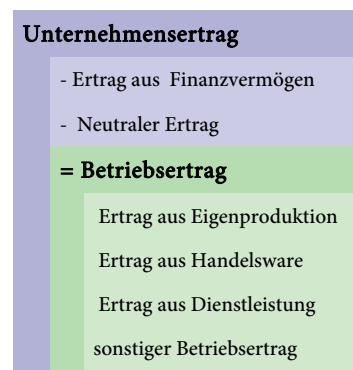 Unternehmensertrag
- Ertrag aus Finanzvermögen
- Neutraler Ertrag
= Betriebsertrag
Ertrag aus Eigenproduktion
Ertrag aus Handelsware
Ertrag aus Dienstleistung
sonstiger Betriebsertrag